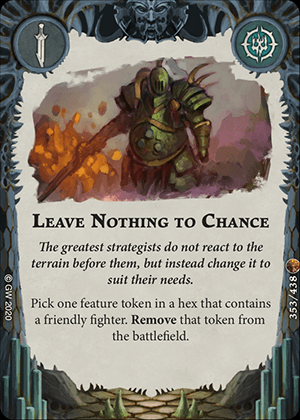 Leave Nothing to Chance
The greatest strategists do not react to the
terrain before them, but instead change it to
suit their needs.
Pick one feature token in a hex that contains
a friendly fighter. Remove that token from
the battlefield.
© GW 2020
353/438